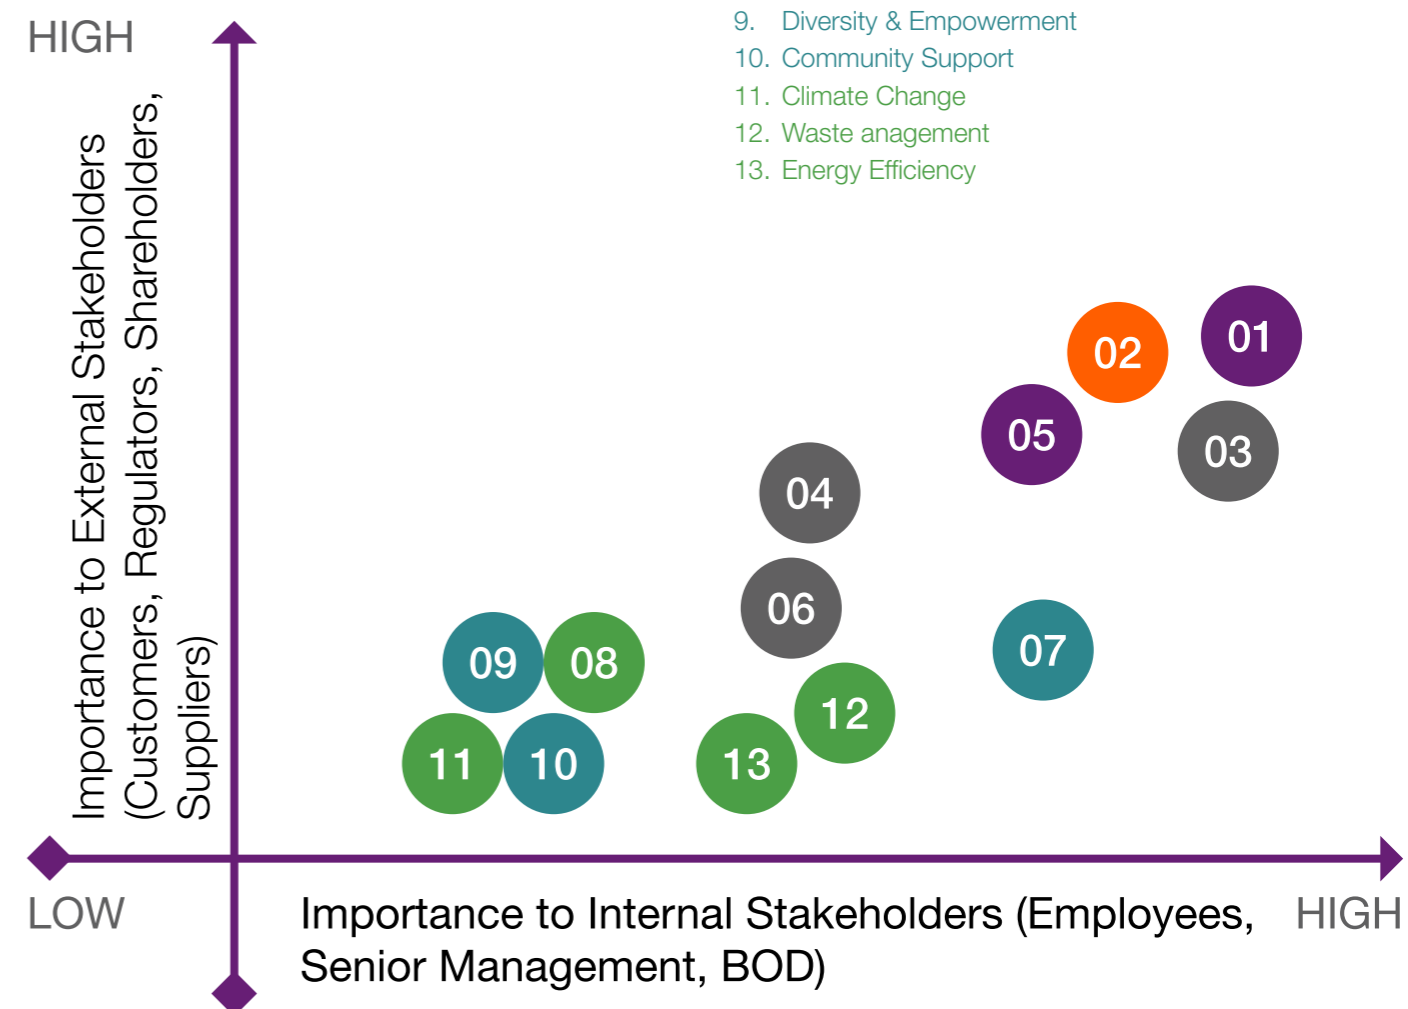 HIGH
9. Diversity & Empowerment
10. Community Support
11. Climate Change
12. Waste anagement
13. Energy Efficiency
Importance to External Stakeholders
(Customers, Regulators, Shareholders,
Suppliers)
01
02
05
03
04
06
07
09
08
12
11
10
13
LOW
Importance to Internal Stakeholders (Employees,
Senior Management, BOD)
HIGH